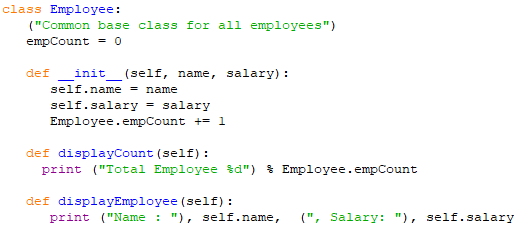 class Employee:
   ("Common base class for all employees")
   empCount = 0

   def __init__(self, name, salary):
      self.name = name
      self.salary = salary
      Employee.empCount += 1

   def displayCount(self):
     print ("Total Employee %d") % Employee.empCount

   def displayEmployee(self):
      print ("Name : "), self.name,  (", Salary: "), self.salary